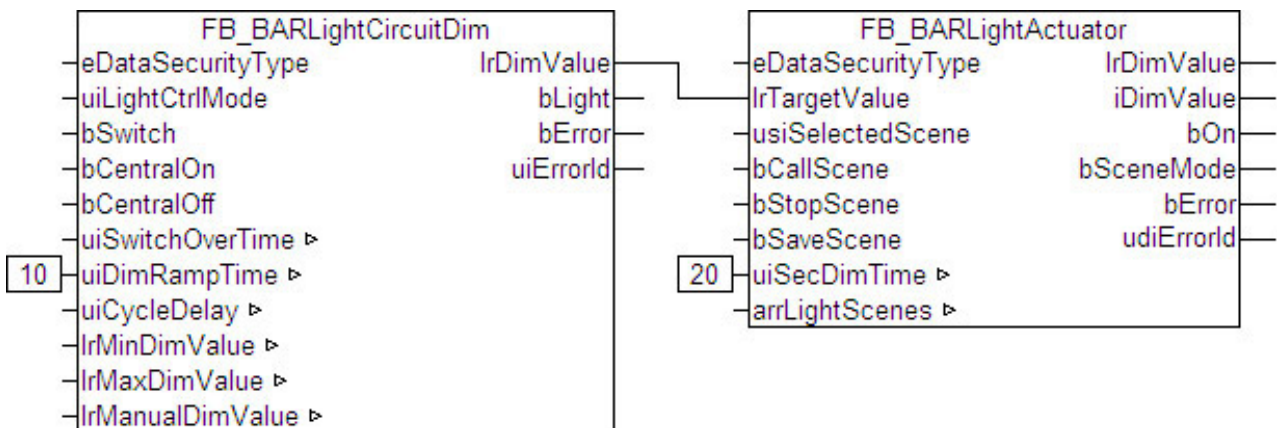 FB_BARLightCircuitDim
eDataSecurityType lrDimValue
uiLightCtrlMode bLight
bSwitch bError
bCentralOn uiErrorId
bCentralOff
uiSwitchOverTime
10 uiDimRampTime
uiCycleDelay
lrMinDimValue
lrMaxDimValue
lrManualDimValue
FB_BARLightActuator
eDataSecurityType lrDimValue
lrTargetValue iDimValue
usiSelectedScene bOn
bCallScene bSceneMode
bStopScene bError
bSaveScene udiErrorId
20 uiSecDimTime
arrLightScenes